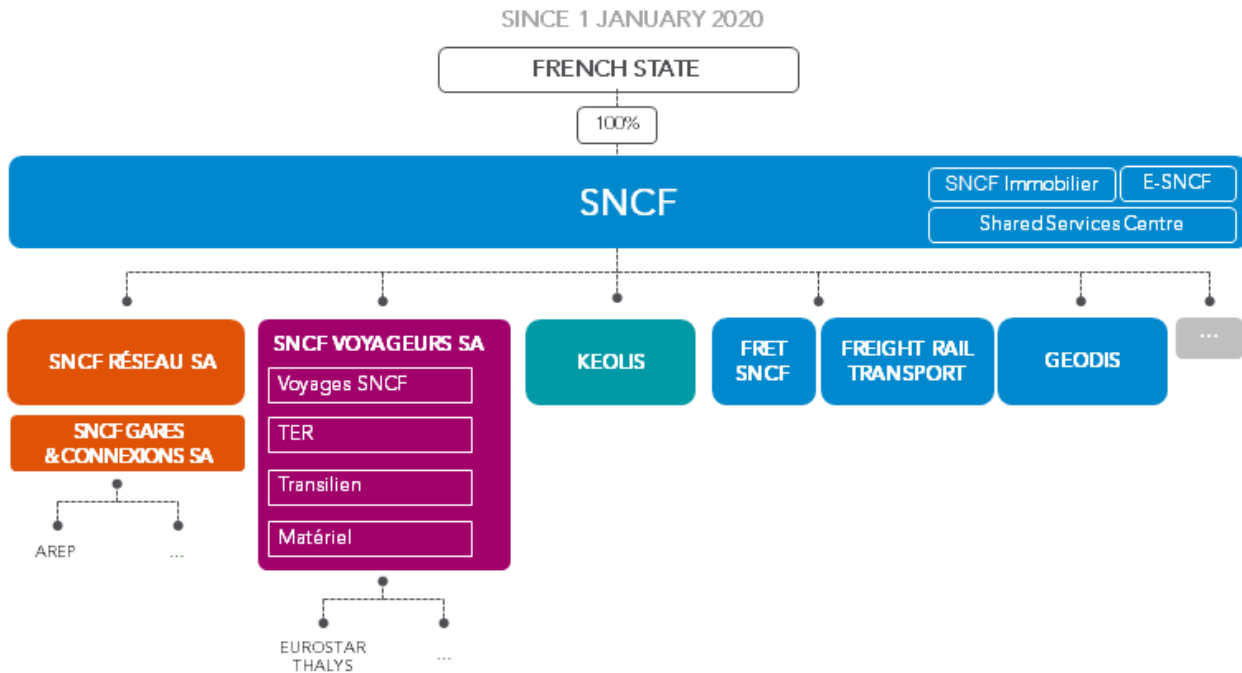 SINCE 1 JANUARY 2020
FRENCH STATE
100%
SNCF
SNCF Immobilier
E-SNCF
Shared Services Centre
SNCF RÉSEAU SA
SNCF GARES
& CONNEXIONS SA
AREP
...
SNCF VOYAGEURS SA
Voyages SNCF
TER
Transilien
Matériel
EUROSTAR
THALYS
...
KEOLIS
FRET
SNCF
FREIGHT RAIL
TRANSPORT
GEODIS
...